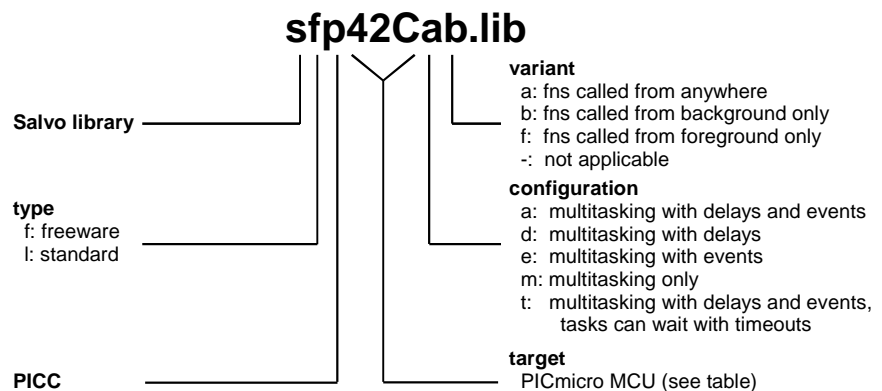 sfp42Cab.lib
Salvo library
type
f: freeware
l: standard
PICC
variant
a: fns called from anywhere
b: fns called from background only
f: fns called from foreground only
-: not applicable
configuration
a: multitasking with delays and events
d: multitasking with delays
e: multitasking with events
m: multitasking only
t: multitasking with delays and events,
tasks can wait with timeouts
target
PICmicro MCU (see table)